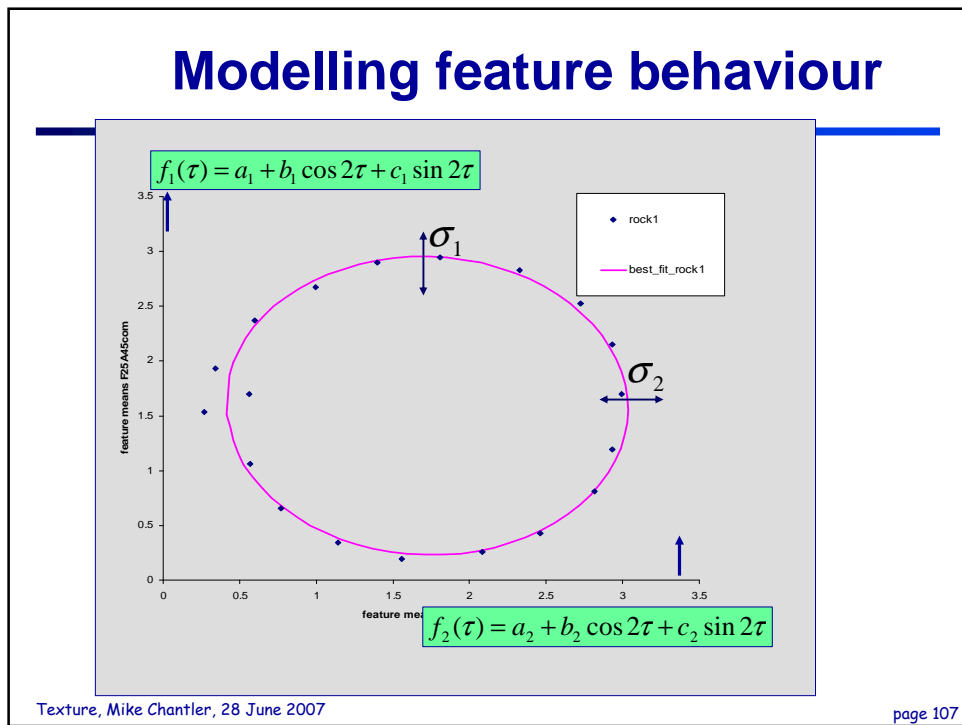 Modelling feature behaviour
f₁(τ) = a₁ + b₁ cos 2τ + c₁ sin 2τ
3.5
3
2.5
2
1.5
1
0.5
0
feature means F25A45com
σ₁
σ₂
rock1
best_fit_rock1
0 0.5 1 1.5 2 2.5 3 3.5
feature
f₂(τ) = a₂ + b₂ cos 2τ + c₂ sin 2τ
Texture, Mike Chantler, 28 June 2007
page 107